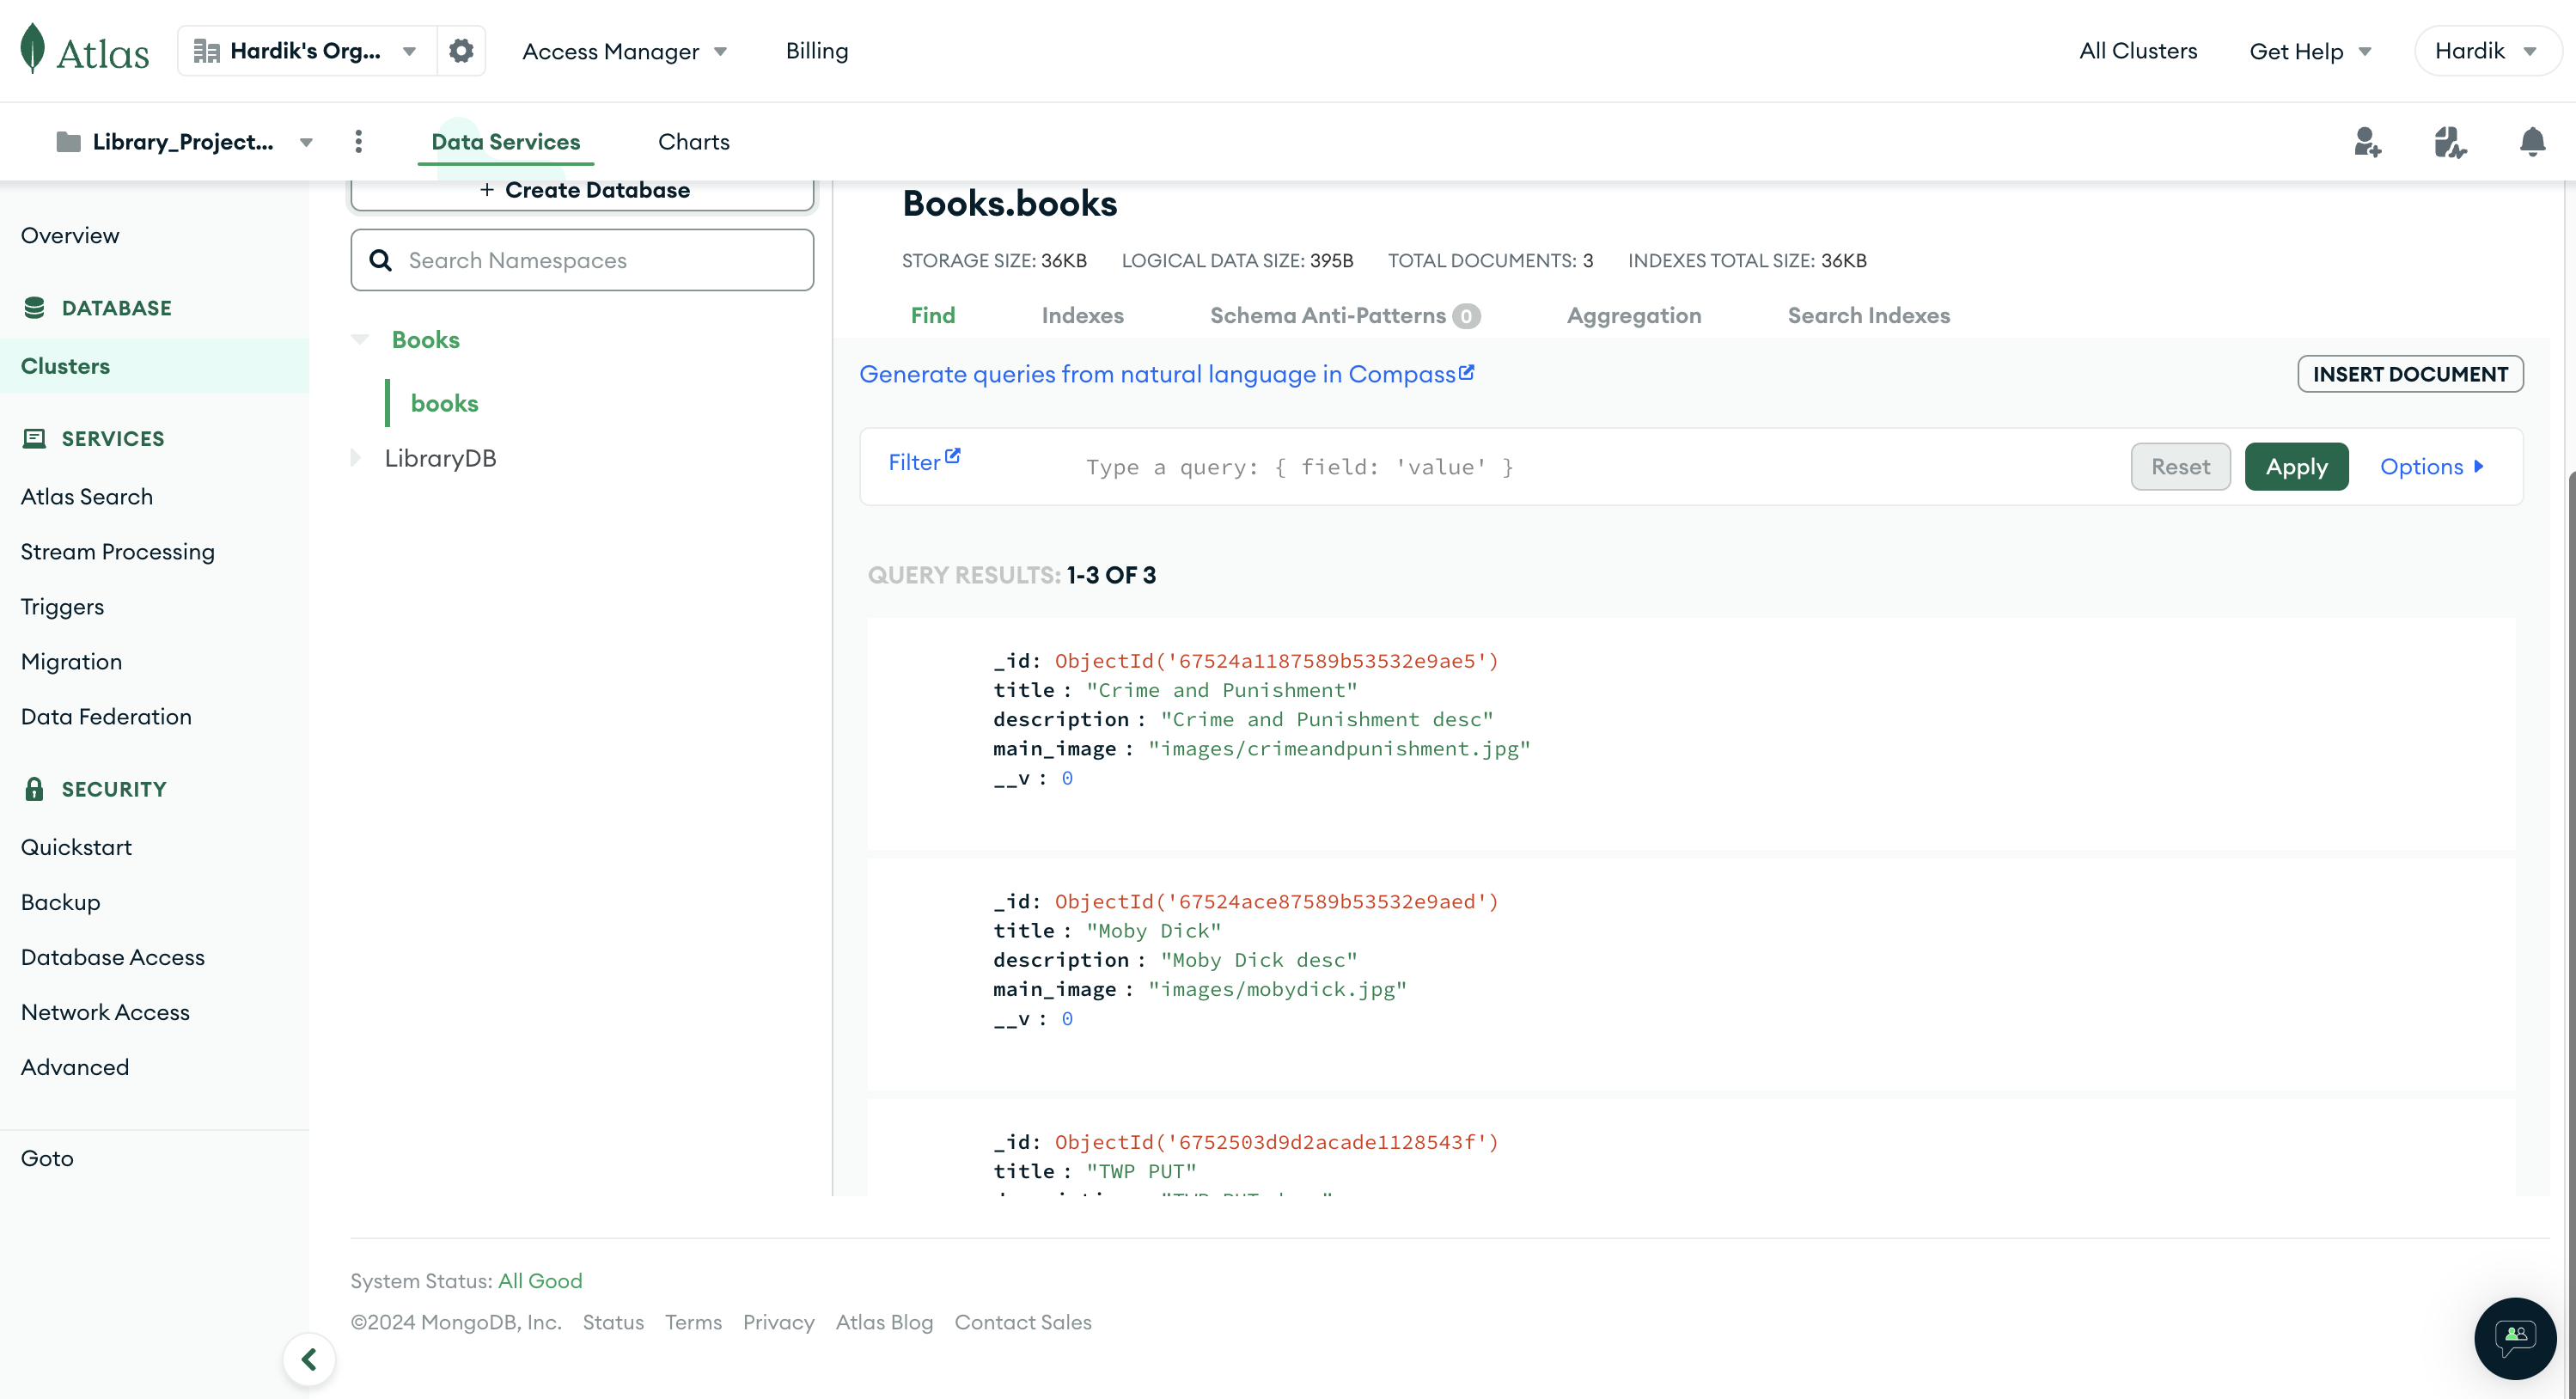 Atlas
Hardik's Org...
Access Manager
Billing
All Clusters
Get Help
Hardik
Library_Project...
Data Services
Charts
Overview
DATABASE
Clusters
SERVICES
Atlas Search
Stream Processing
Triggers
Migration
Data Federation
SECURITY
Quickstart
Backup
Database Access
Network Access
Advanced
Goto
+ Create Database
Search Namespaces
Books
books
LibraryDB
Books.books
STORAGE SIZE: 36KB LOGICAL DATA SIZE: 395B TOTAL DOCUMENTS: 3 INDEXES TOTAL SIZE: 36KB
Find Indexes Schema Anti-Patterns 0 Aggregation Search Indexes
Generate queries from natural language in Compass
INSERT DOCUMENT
Filter
Type a query: { field: 'value' }
Reset
Apply
Options
QUERY RESULTS: 1-3 OF 3
_id: ObjectId('67524a1187589b53532e9ae5')
title : "Crime and Punishment"
description : "Crime and Punishment desc"
main_image : "images/crimeandpunishment.jpg"
__v : 0
_id: ObjectId('67524ace87589b53532e9aed')
title : "Moby Dick"
description : "Moby Dick desc"
main_image : "images/mobydick.jpg"
__v : 0
_id: ObjectId('6752503d9d2acade1128543f')
title : "TWP PUT"
System Status: All Good
©2024 MongoDB, Inc. Status Terms Privacy Atlas Blog Contact Sales